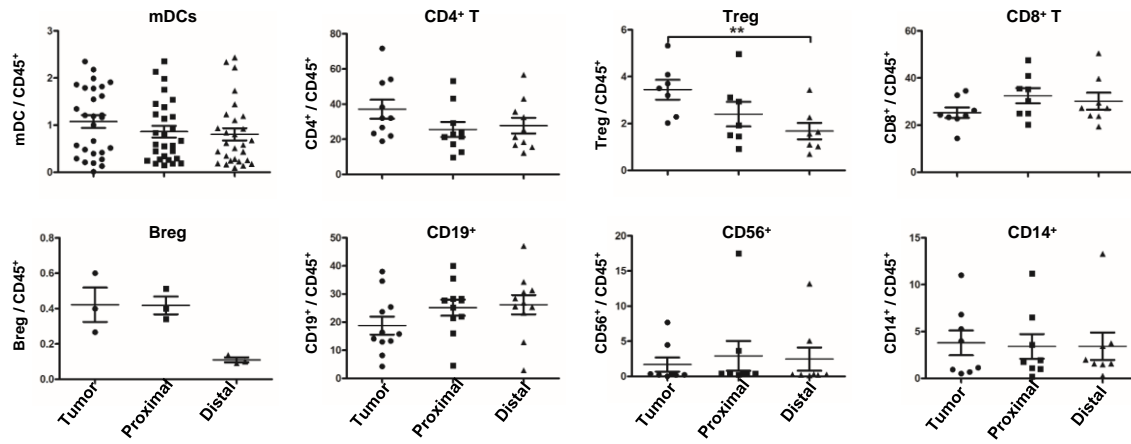 mDCs
mDC / CD45⁺
3
2
1
0
CD4⁺ T
CD4⁺ / CD45⁺
80
60
40
20
0
Treg
Treg / CD45⁺
6
4
2
0
**
CD8⁺ T
CD8⁺ / CD45⁺
60
40
20
0
Breg
Breg / CD45⁺
0.8
0.6
0.4
0.2
0.0
Tumor
Proximal
Distal
CD19⁺
CD19⁺ / CD45⁺
50
40
30
20
10
0
Tumor
Proximal
Distal
CD56⁺
CD56⁺ / CD45⁺
20
15
10
5
0
Tumor
Proximal
Distal
CD14⁺
CD14⁺ / CD45⁺
15
10
5
0
Tumor
Proximal
Distal